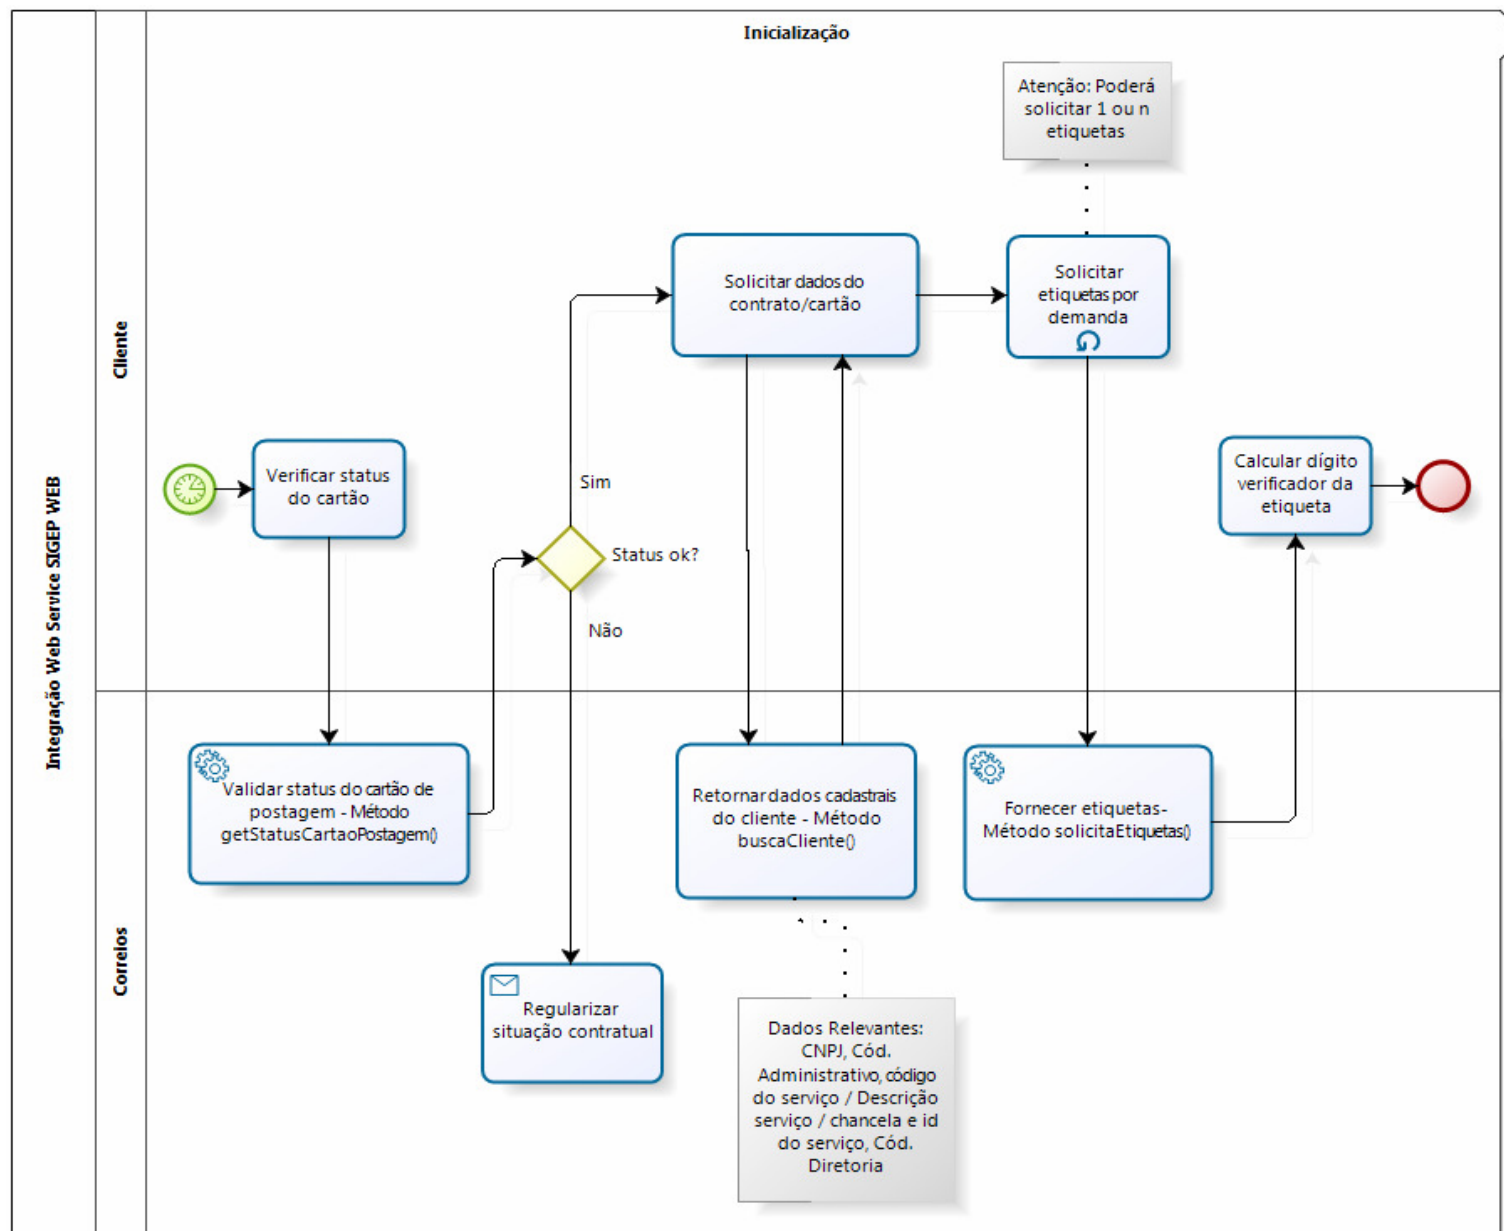 Inicialização
Integração Web Service SIGEP WEB
Cliente
Correios
Atenção: Poderá
solicitar 1 ou n
etiquetas
Solicitar dados do
contrato/cartão
Solicitar
etiquetas por
demanda
Verificar status
do cartão
Sim
Status ok?
Não
Calcular dígito
verificador da
etiqueta
Validar status do cartão de
postagem - Método
getStatusCartaoPostagem()
Retornar dados cadastrais
do cliente - Método
buscaCliente()
Fornecer etiquetas-
Método solicitaEtiquetas()
Regularizar
situação contratual
Dados Relevantes:
CNPJ, Cód.
Administrativo, código
do serviço / Descrição
serviço / chancela e id
do serviço, Cód.
Diretoria